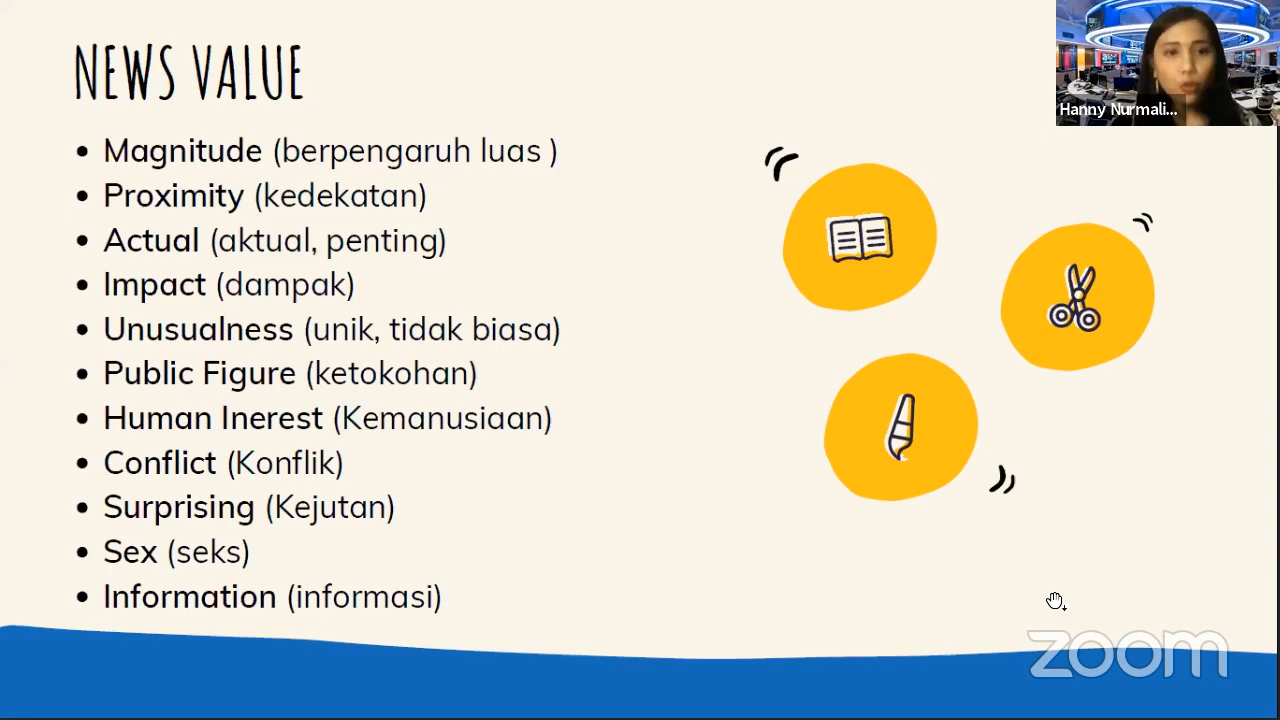 NEWS VALUE
Hanny Nurmali...
• Magnitude (berpengaruh luas )
• Proximity (kedekatan)
• Actual (aktual, penting)
• Impact (dampak)
• Unusualness (unik, tidak biasa)
• Public Figure (ketokohan)
• Human Inerest (Kemanusiaan)
• Conflict (Konflik)
• Surprising (Kejutan)
• Sex (seks)
• Information (informasi)
zoom